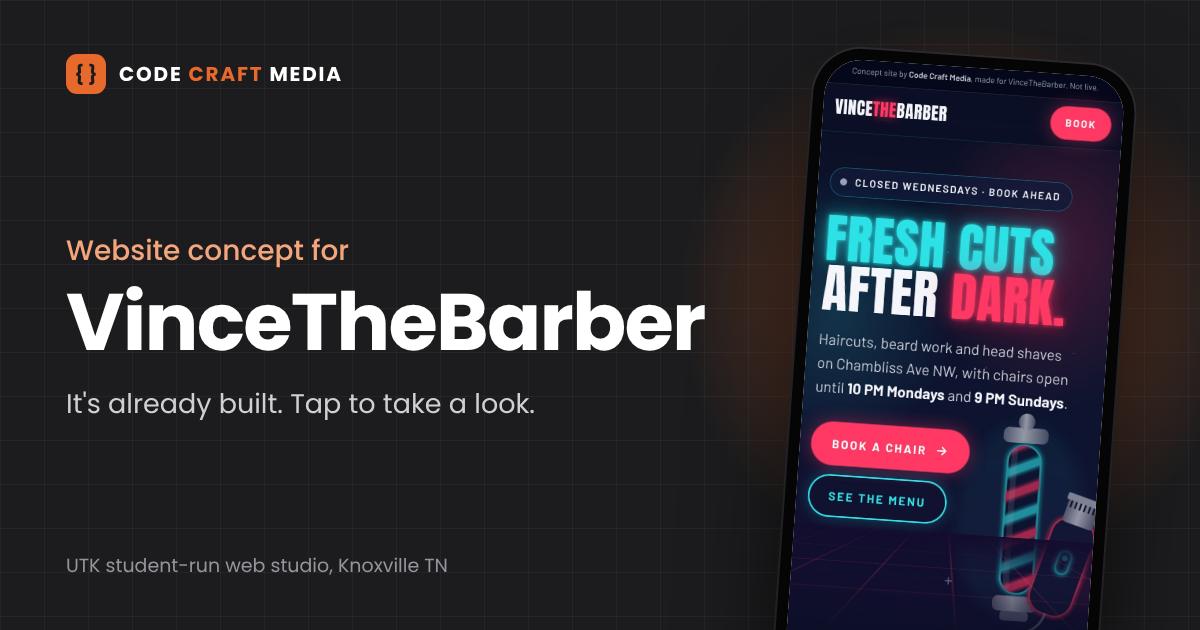 { } CODE CRAFT MEDIA
Website concept for
VinceTheBarber
It's already built. Tap to take a look.
UTK student-run web studio, Knoxville TN
Concept site by Code Craft Media, made for VinceTheBarber. Not live.
VINCETHEBARBER
BOOK
CLOSED WEDNESDAYS · BOOK AHEAD
FRESH CUTS
AFTER DARK.
Haircuts, beard work and head shaves
on Chambliss Ave NW, with chairs open
until 10 PM Mondays and 9 PM Sundays.
BOOK A CHAIR →
SEE THE MENU